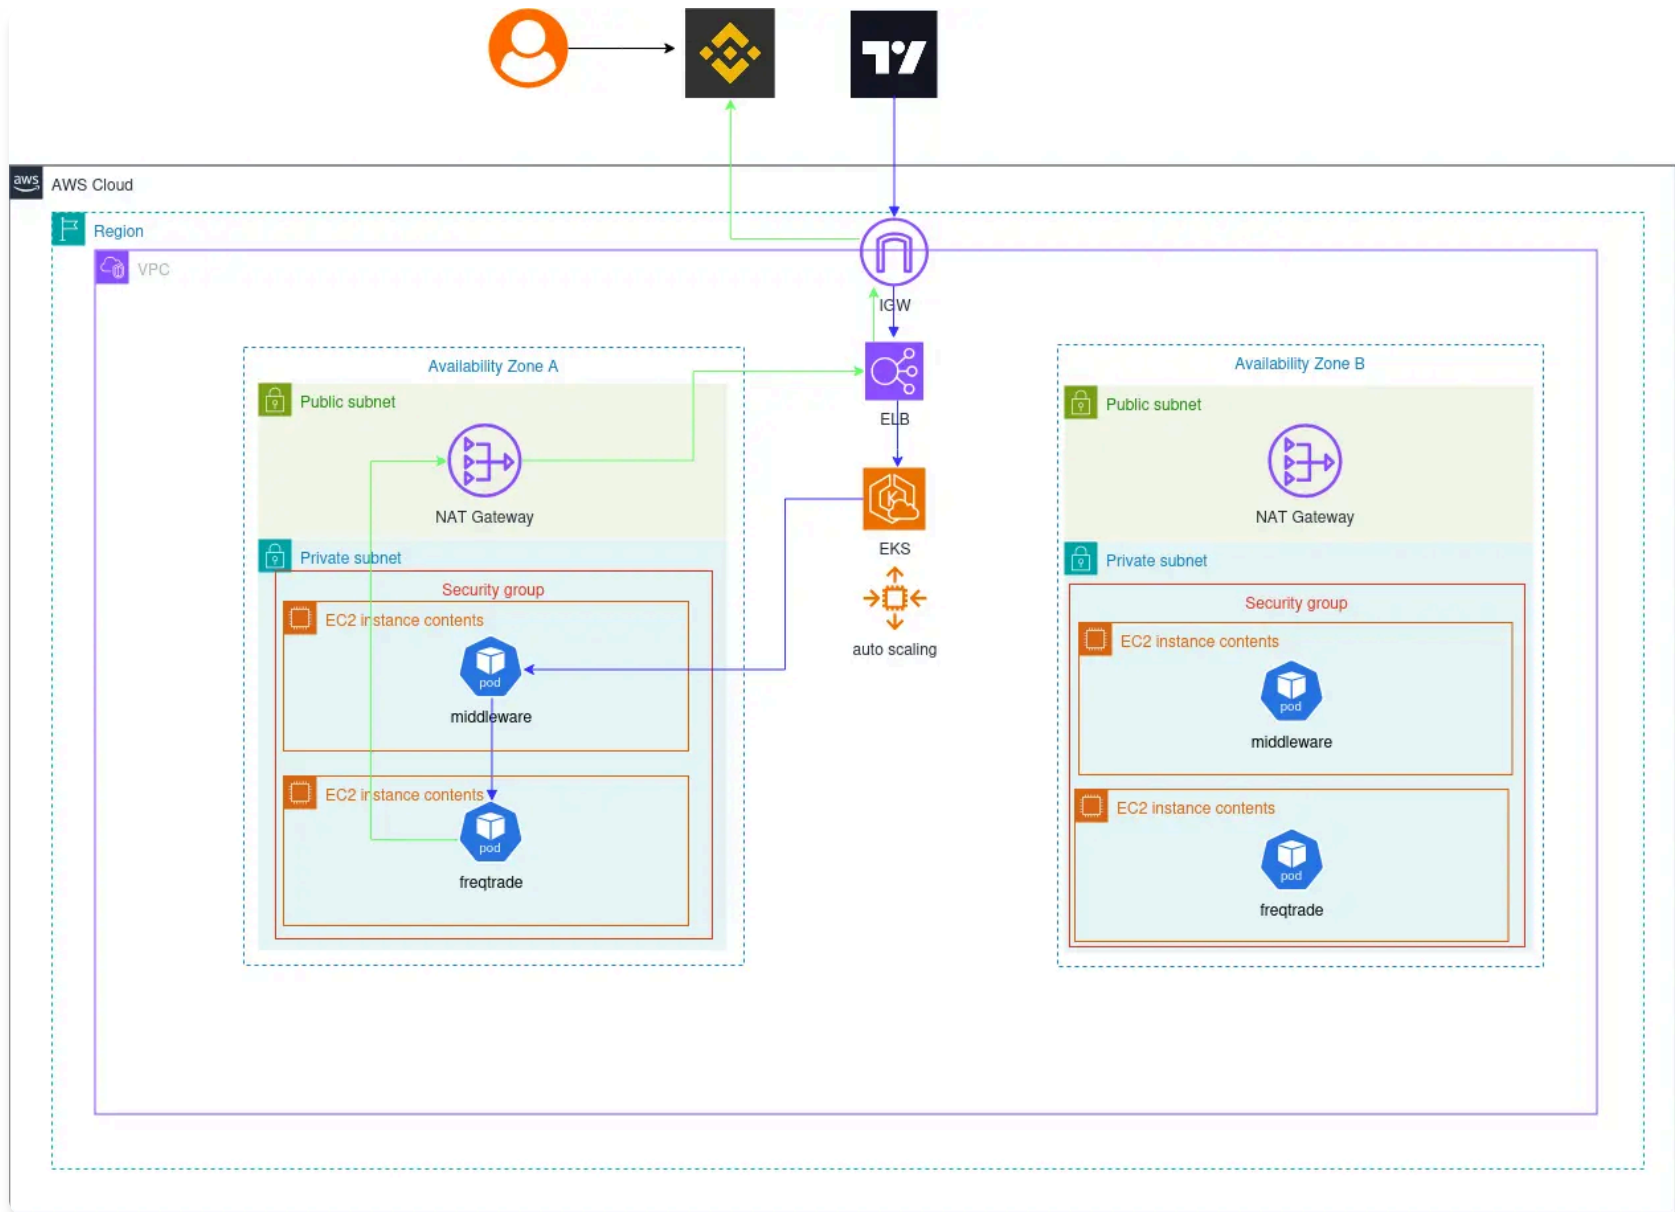 aws
AWS Cloud
Region
VPC
IGW
ELB
EKS
auto scaling
Availability Zone A
Public subnet
NAT Gateway
Private subnet
Security group
EC2 instance contents
pod
middleware
EC2 instance contents
pod
freqtrade
Availability Zone B
Public subnet
NAT Gateway
Private subnet
Security group
EC2 instance contents
pod
middleware
EC2 instance contents
pod
freqtrade